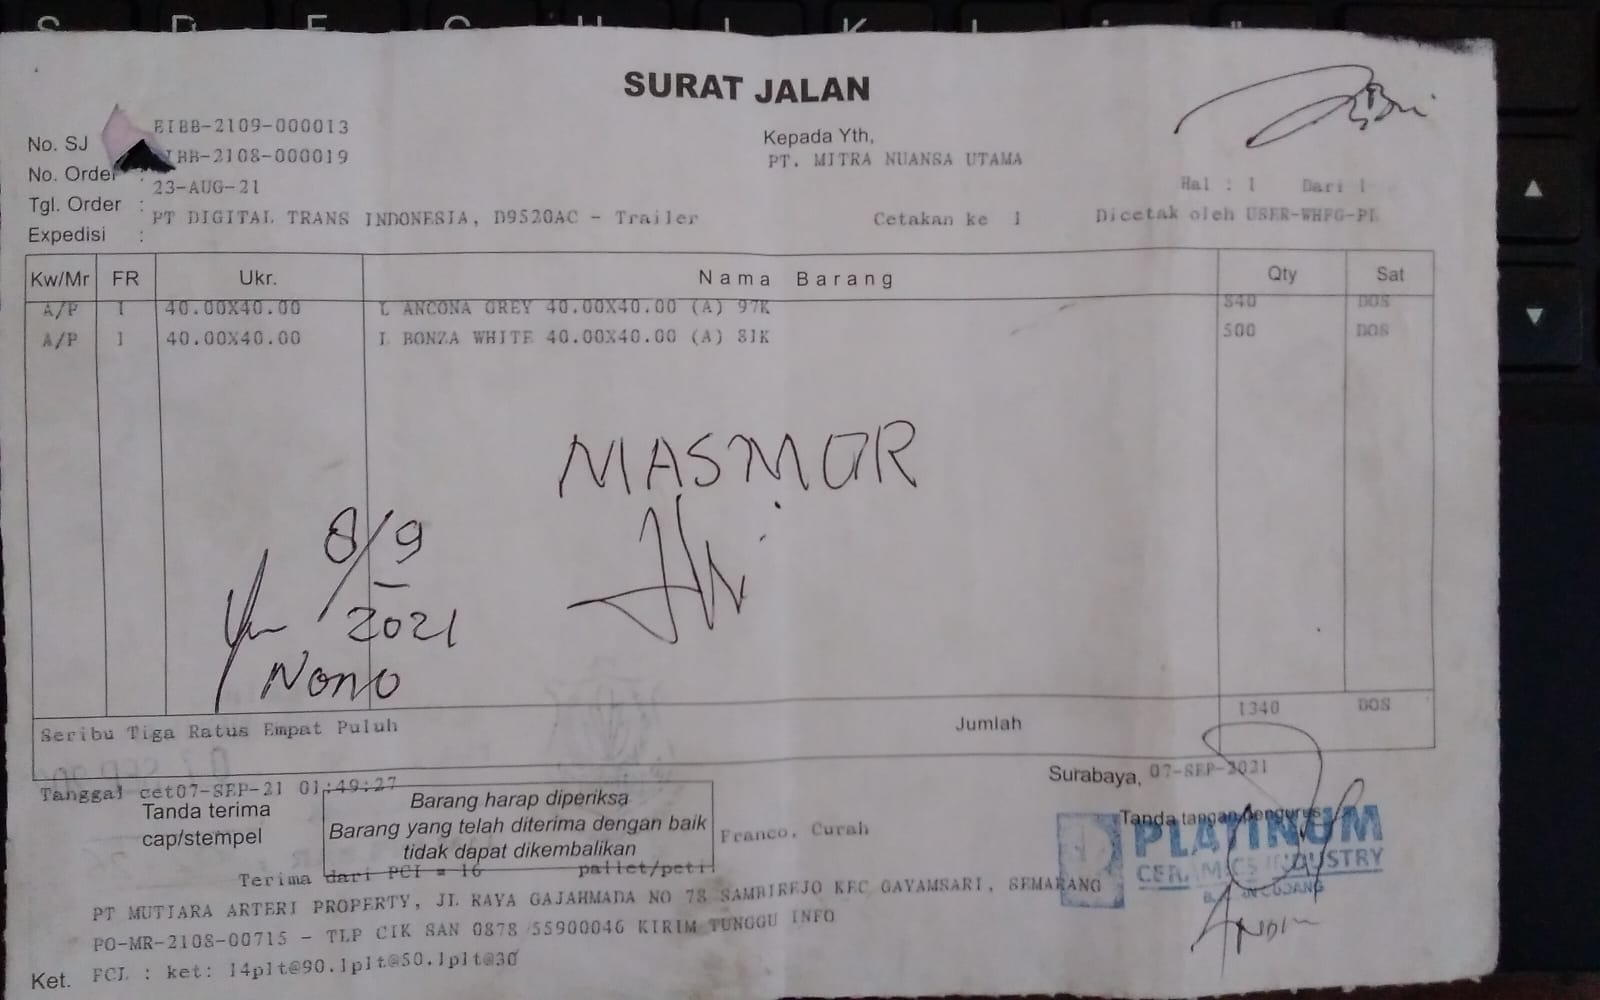 SURAT JALAN
No. SJ EIBB-2109-000013
No. Order : IBB-2108-000019
Tgl. Order : 23-AUG-21
Expedisi : PT DIGITAL TRANS INDONESIA, D9520AC - Trailer
Kepada Yth,
PT. MITRA NUANSA UTAMA
Hal : 1 Dari 1
Cetakan ke 1 Dicetak oleh USER-WHFG-PL
Kw/Mr FR Ukr. Nama Barang Qty Sat
A/P 1 40.00X40.00 L ANCONA GREY 40.00X40.00 (A) 97K 840 DOS
A/P 1 40.00X40.00 L BONZA WHITE 40.00X40.00 (A) 81K 500 DOS
MASMOR
8/9
2021
Nono
Seribu Tiga Ratus Empat Puluh Jumlah 1340 DOS
Tanggal cet07-SEP-21 01:49:27
Surabaya, 07-SEP-2021
Tanda terima
cap/stempel
Barang harap diperiksa
Barang yang telah diterima dengan baik
tidak dapat dikembalikan
Franco, Curah
Tanda tangan pengurus
PLATINUM
CERAMICS INDUSTRY
Terima dari PCI = 16 pallet/peti
PT MUTIARA ARTERI PROPERTY, JL RAYA GAJAHMADA NO 78 SAMBIREJO KEC GAYAMSARI, SEMARANG
PO-MR-2108-00715 - TLP CIK SAN 0878 55900046 KIRIM TUNGGU INFO
Ket. FCL : ket: 14plt@90.1plt@50.1plt@30